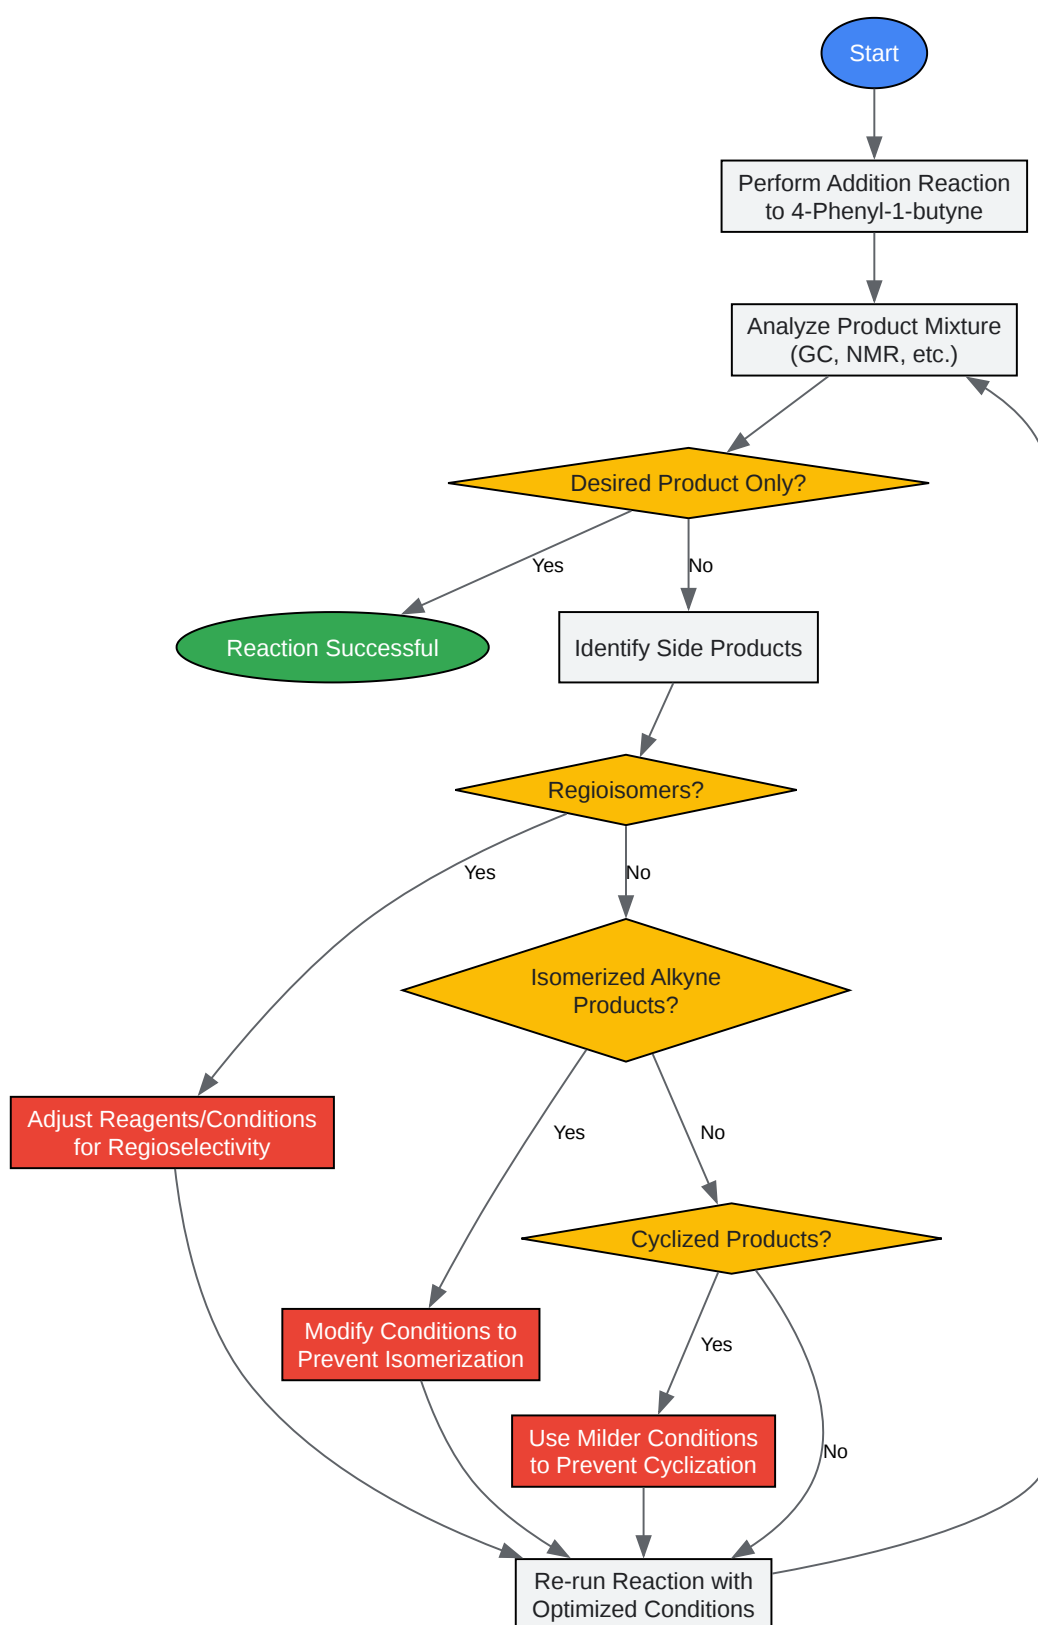 Start
Perform Addition Reaction
to 4-Phenyl-1-butyne
Analyze Product Mixture
(GC, NMR, etc.)
Desired Product Only?
Yes
No
Reaction Successful
Identify Side Products
Regioisomers?
Yes
No
Isomerized Alkyne
Products?
Adjust Reagents/Conditions
for Regioselectivity
Yes
No
Cyclized Products?
Modify Conditions to
Prevent Isomerization
Yes
Use Milder Conditions
to Prevent Cyclization
No
Re-run Reaction with
Optimized Conditions